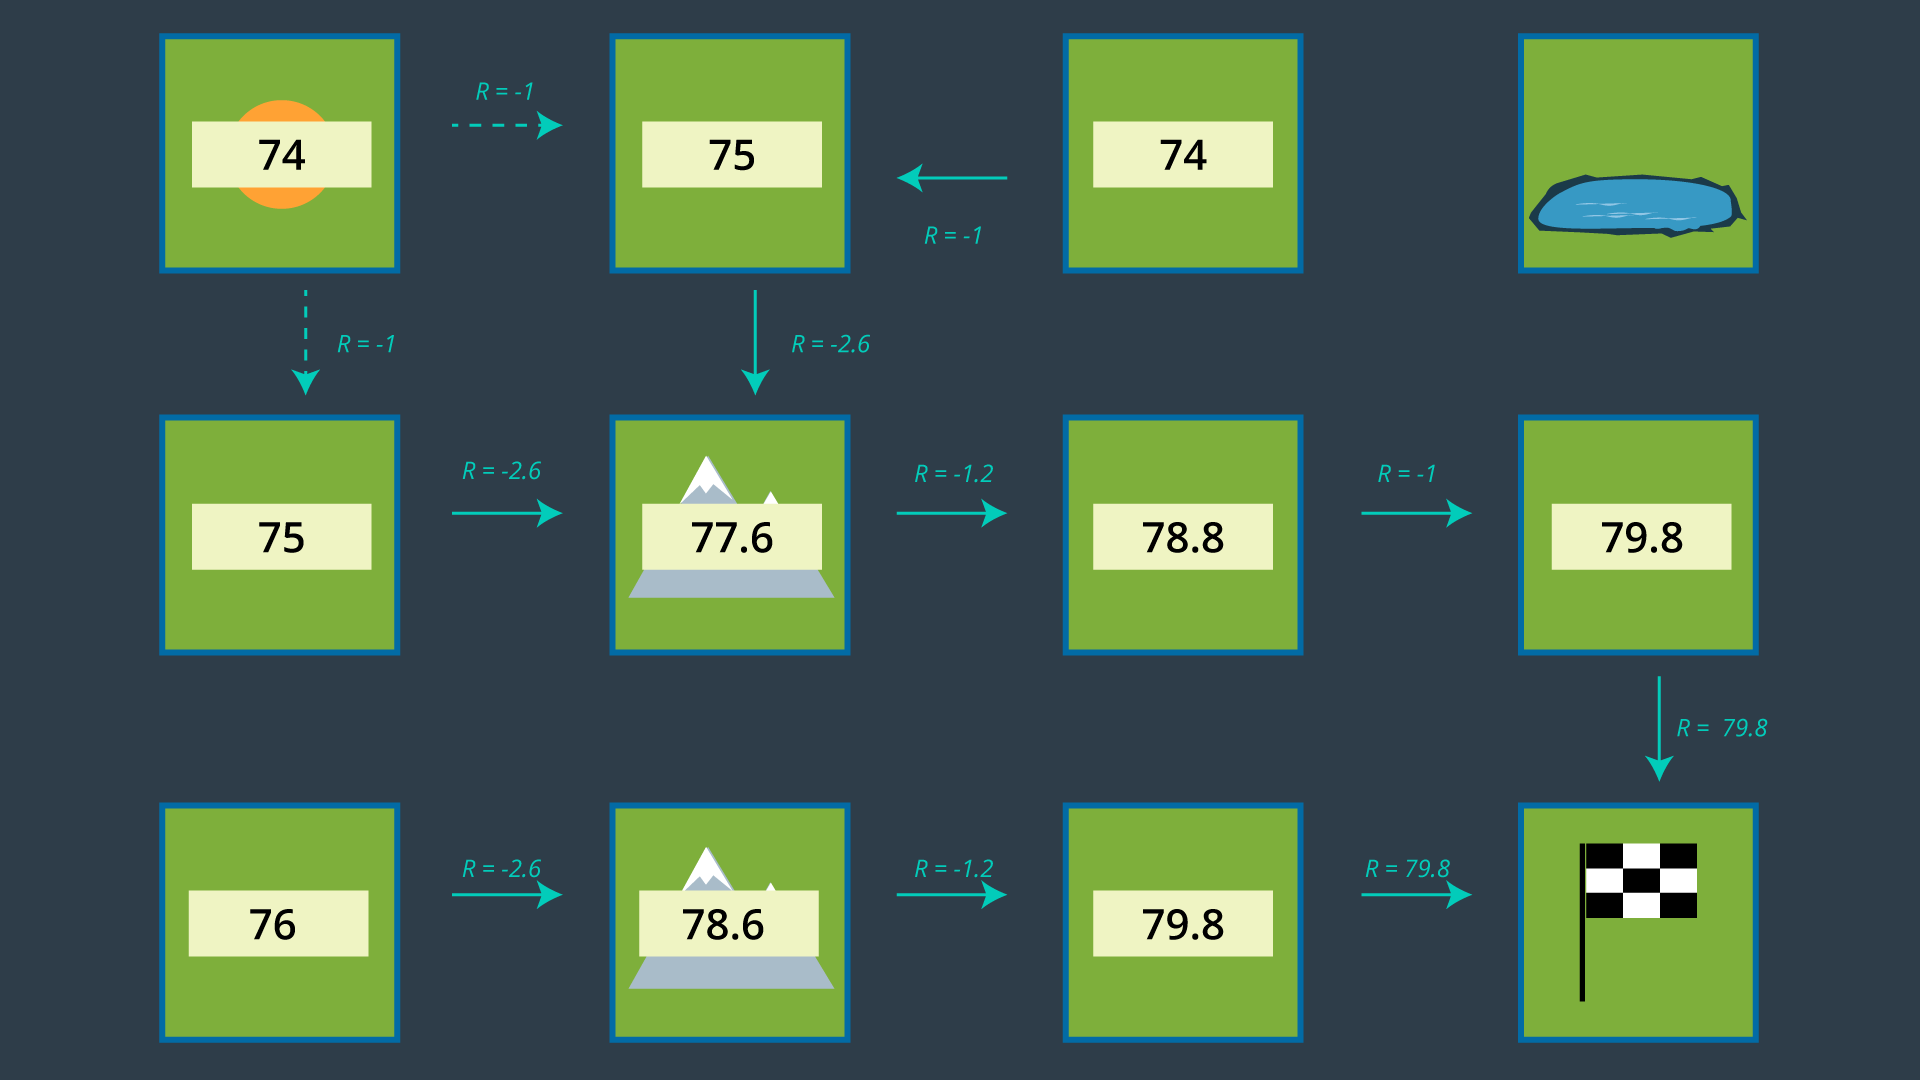 R = -1
74
75
74
R = -1
R = -1
R = -2.6
R = -2.6
R = -1.2
R = -1
75
77.6
78.8
79.8
R = 79.8
R = -2.6
R = -1.2
R = 79.8
76
78.6
79.8